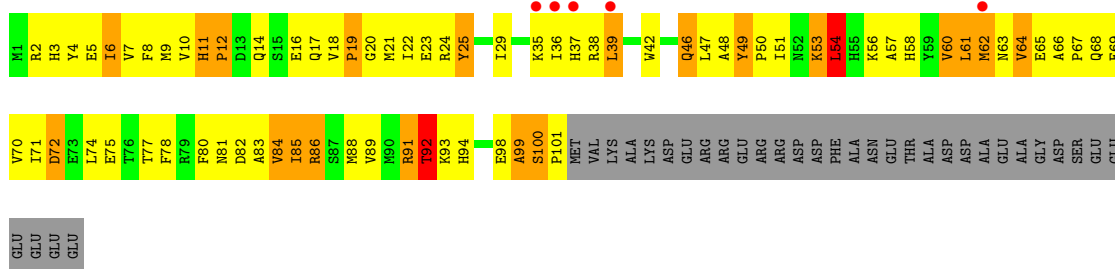 M1 R2 H3 Y4 E5 I6 V7 F8 M9 V10 H11 P12 D13 Q14 S15 E16 Q17 V18 P19 G20 M21 I22 E23 R24 Y25 I29 K35 I36 H37 R38 L39 W42 Q46 L47 A48 Y49 P50 I51 N52 K53 L54 H55 K56 A57 H58 Y59 V60 L61 M62 N63 V64 E65 A66 P67 Q68 E69
V70 I71 D72 E73 L74 E75 T76 T77 F78 R79 F80 N81 D82 A83 V84 I85 R86 S87 M88 V89 M90 R91 T92 K93 H94 E98 A99 S100 P101 MET VAL LYS ALA LYS ASP GLU ARG ARG GLU ARG ARG ASP ASP PHE ALA ASN GLU THR ALA ASP ASP ALA GLU ALA GLY ASP SER GLU GLU
GLU GLU GLU GLU